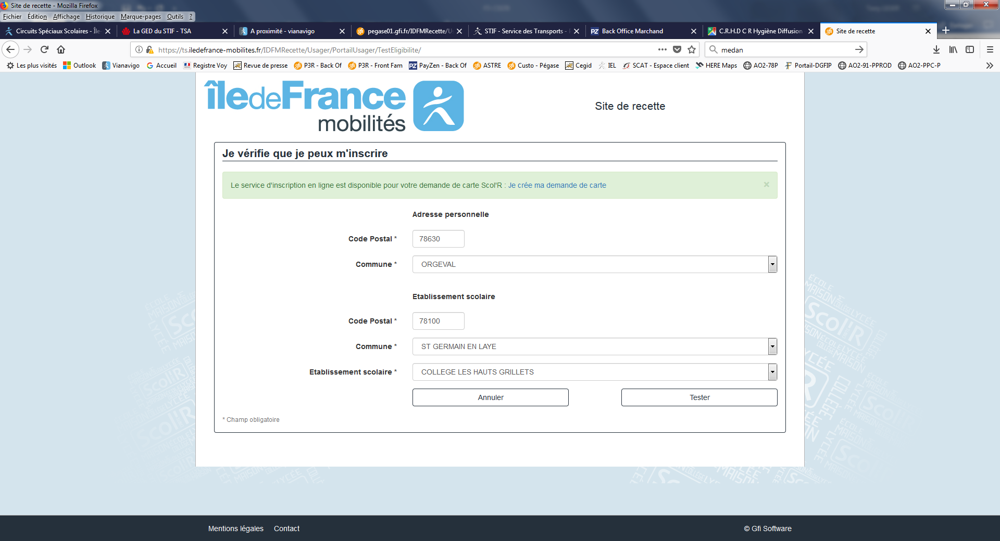 Site de recette - Mozilla Firefox
Fichier Édition Affichage Historique Marque-pages Outils ?
Circuits Spéciaux Scolaires - Île La GED du STIF - TSA A proximité - vianavigo pegase01.gfi.fr/IDFMRecette/U STIF - Service des Transports - Back Office Marchand C.R.H.D C R Hygiène Diffusion Site de recette
https://ts.iledefrance-mobilites.fr/IDFMRecette/Usager/PortailUsager/TestEligibilite/ medan
Les plus visités Outlook Vianavigo Accueil Registre Voy Revue de presse P3R - Back Of P3R - Front Fam PayZen - Back Of ASTRE Custo - Pégase Cegid IEL SCAT - Espace client HERE Maps AO2-78P Portail-DGFIP AO2-91-PPROD AO2-PPC-P
île de France
mobilités
Site de recette
Je vérifie que je peux m'inscrire
Le service d'inscription en ligne est disponible pour votre demande de carte Scol'R : Je crée ma demande de carte ×
Adresse personnelle
Code Postal * 78630
Commune * ORGEVAL
Etablissement scolaire
Code Postal * 78100
Commune * ST GERMAIN EN LAYE
Etablissement scolaire * COLLEGE LES HAUTS GRILLETS
Annuler Tester
* Champ obligatoire
Mentions légales Contact © Gfi Software